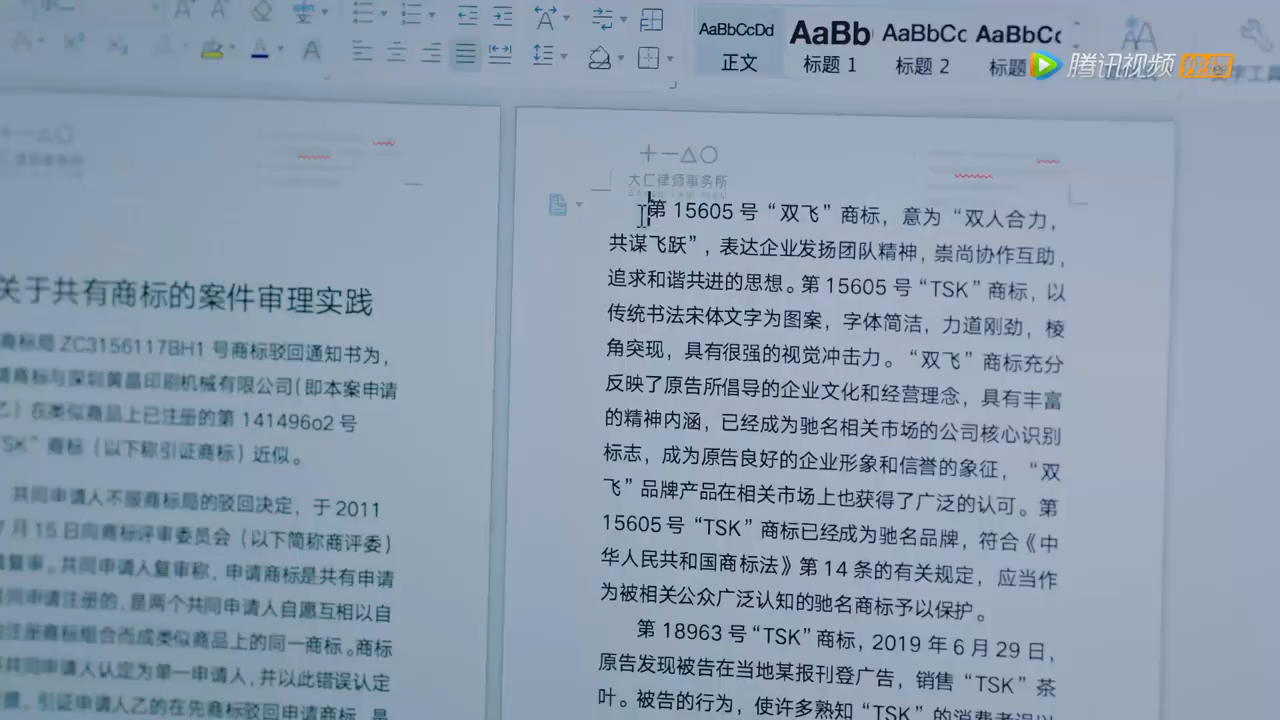 AaBbCcDd
AaBb
AaBbCc
AaBbCc
正文
标题 1
标题 2
标题
腾讯视频
关于共有商标的案件审理实践
商标局 ZC3156117BH1 号商标驳回通知书为，
请商标与深圳黄晶印刷机械有限公司（即本案申请
乙）在类似商品上已注册的第 141496o2 号
TSK”商标（以下称引证商标）近似。
共同申请人不服商标局的驳回决定，于 2011
7 月 15 日向商标评审委员会（以下简称商评委）
复审。共同申请人复审称，申请商标是共有申请
同申请注册的，是两个共同申请人自愿互相以自
注册商标组合而成类似商品上的同一商标。商标
共同申请人认定为单一申请人，并以此错误认定
引证申请人乙的在先商标驳回申请商标，是
十一△○
大仁律师事务所
第 15605 号“双飞”商标，意为“双人合力，
共谋飞跃”，表达企业发扬团队精神，崇尚协作互助，
追求和谐共进的思想。第 15605 号“TSK”商标，以
传统书法宋体文字为图案，字体简洁，力道刚劲，棱
角突现，具有很强的视觉冲击力。“双飞”商标充分
反映了原告所倡导的企业文化和经营理念，具有丰富
的精神内涵，已经成为驰名相关市场的公司核心识别
标志，成为原告良好的企业形象和信誉的象征，“双
飞”品牌产品在相关市场上也获得了广泛的认可。第
15605 号“TSK”商标已经成为驰名品牌，符合《中
华人民共和国商标法》第 14 条的有关规定，应当作
为被相关公众广泛认知的驰名商标予以保护。
第 18963 号“TSK”商标，2019 年 6 月 29 日，
原告发现被告在当地某报刊登广告，销售“TSK”茶
叶。被告的行为，使许多熟知“TSK”的消费者误以